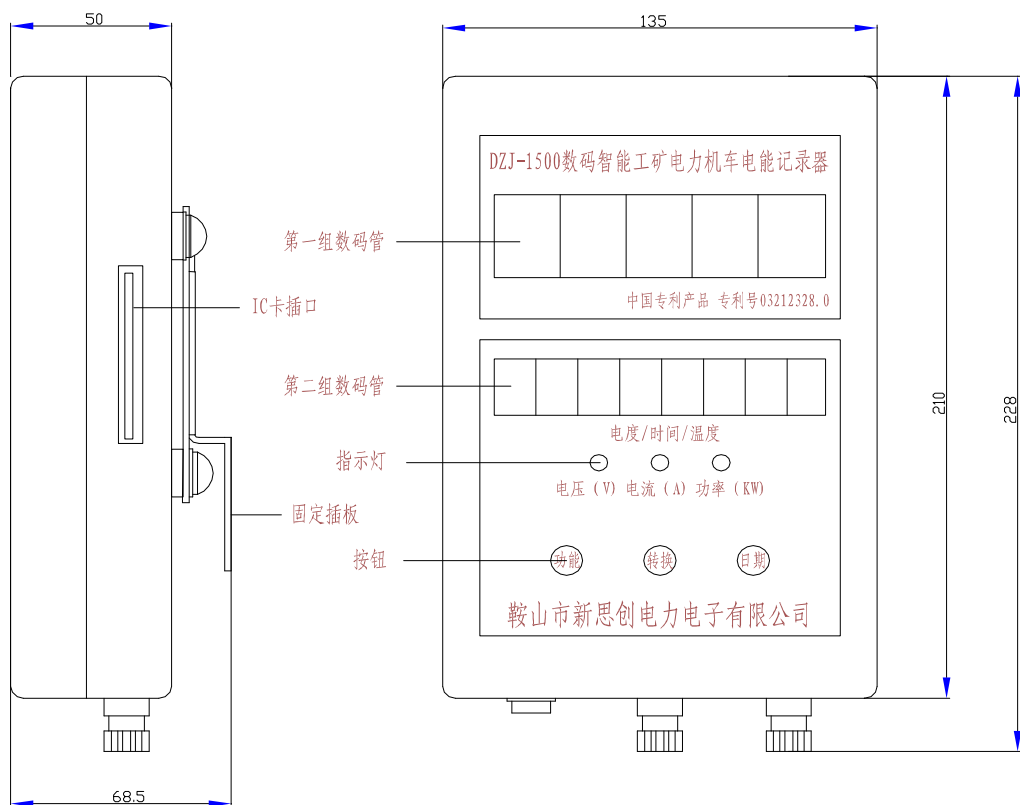 50
135
DZJ-1500数码智能工矿电力机车电能记录器
第一组数码管
IC卡插口
中国专利产品 专利号03212328.0
第二组数码管
210
228
电度/时间/温度
指示灯
电压（V) 电流（A) 功率（KW)
固定插板
按钮
功能
转换
日期
鞍山市新思创电力电子有限公司
68.5